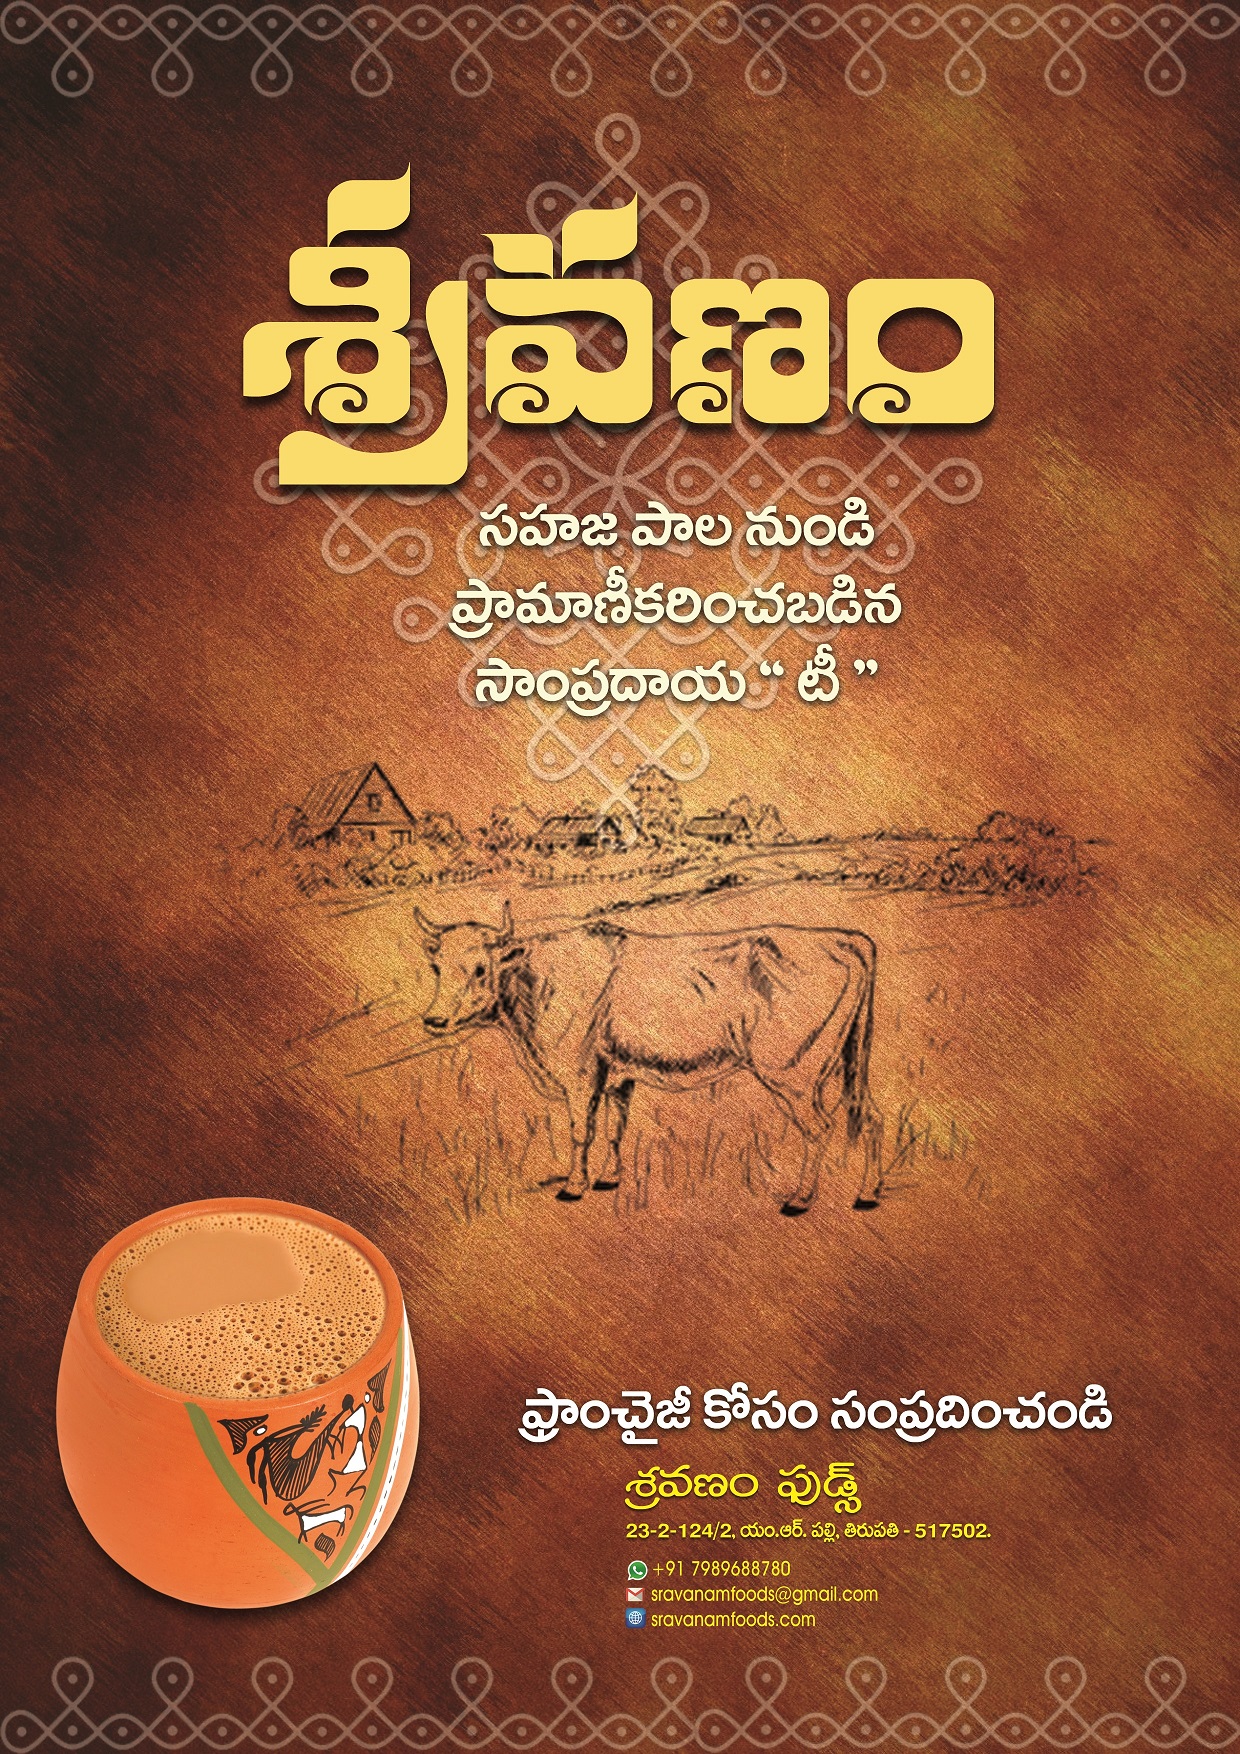 శ్రవణం
సహజ పాల నుండి
ప్రామాణీకరించబడిన
సాంప్రదాయ “ టీ ”
ఫ్రాంచైజీ కోసం సంప్రదించండి
శ్రవణం ఫుడ్స్
23-2-124/2, యం.ఆర్. పల్లి, తిరుపతి - 517502.
+91 7989688780
sravanamfoods@gmail.com
sravanamfoods.com